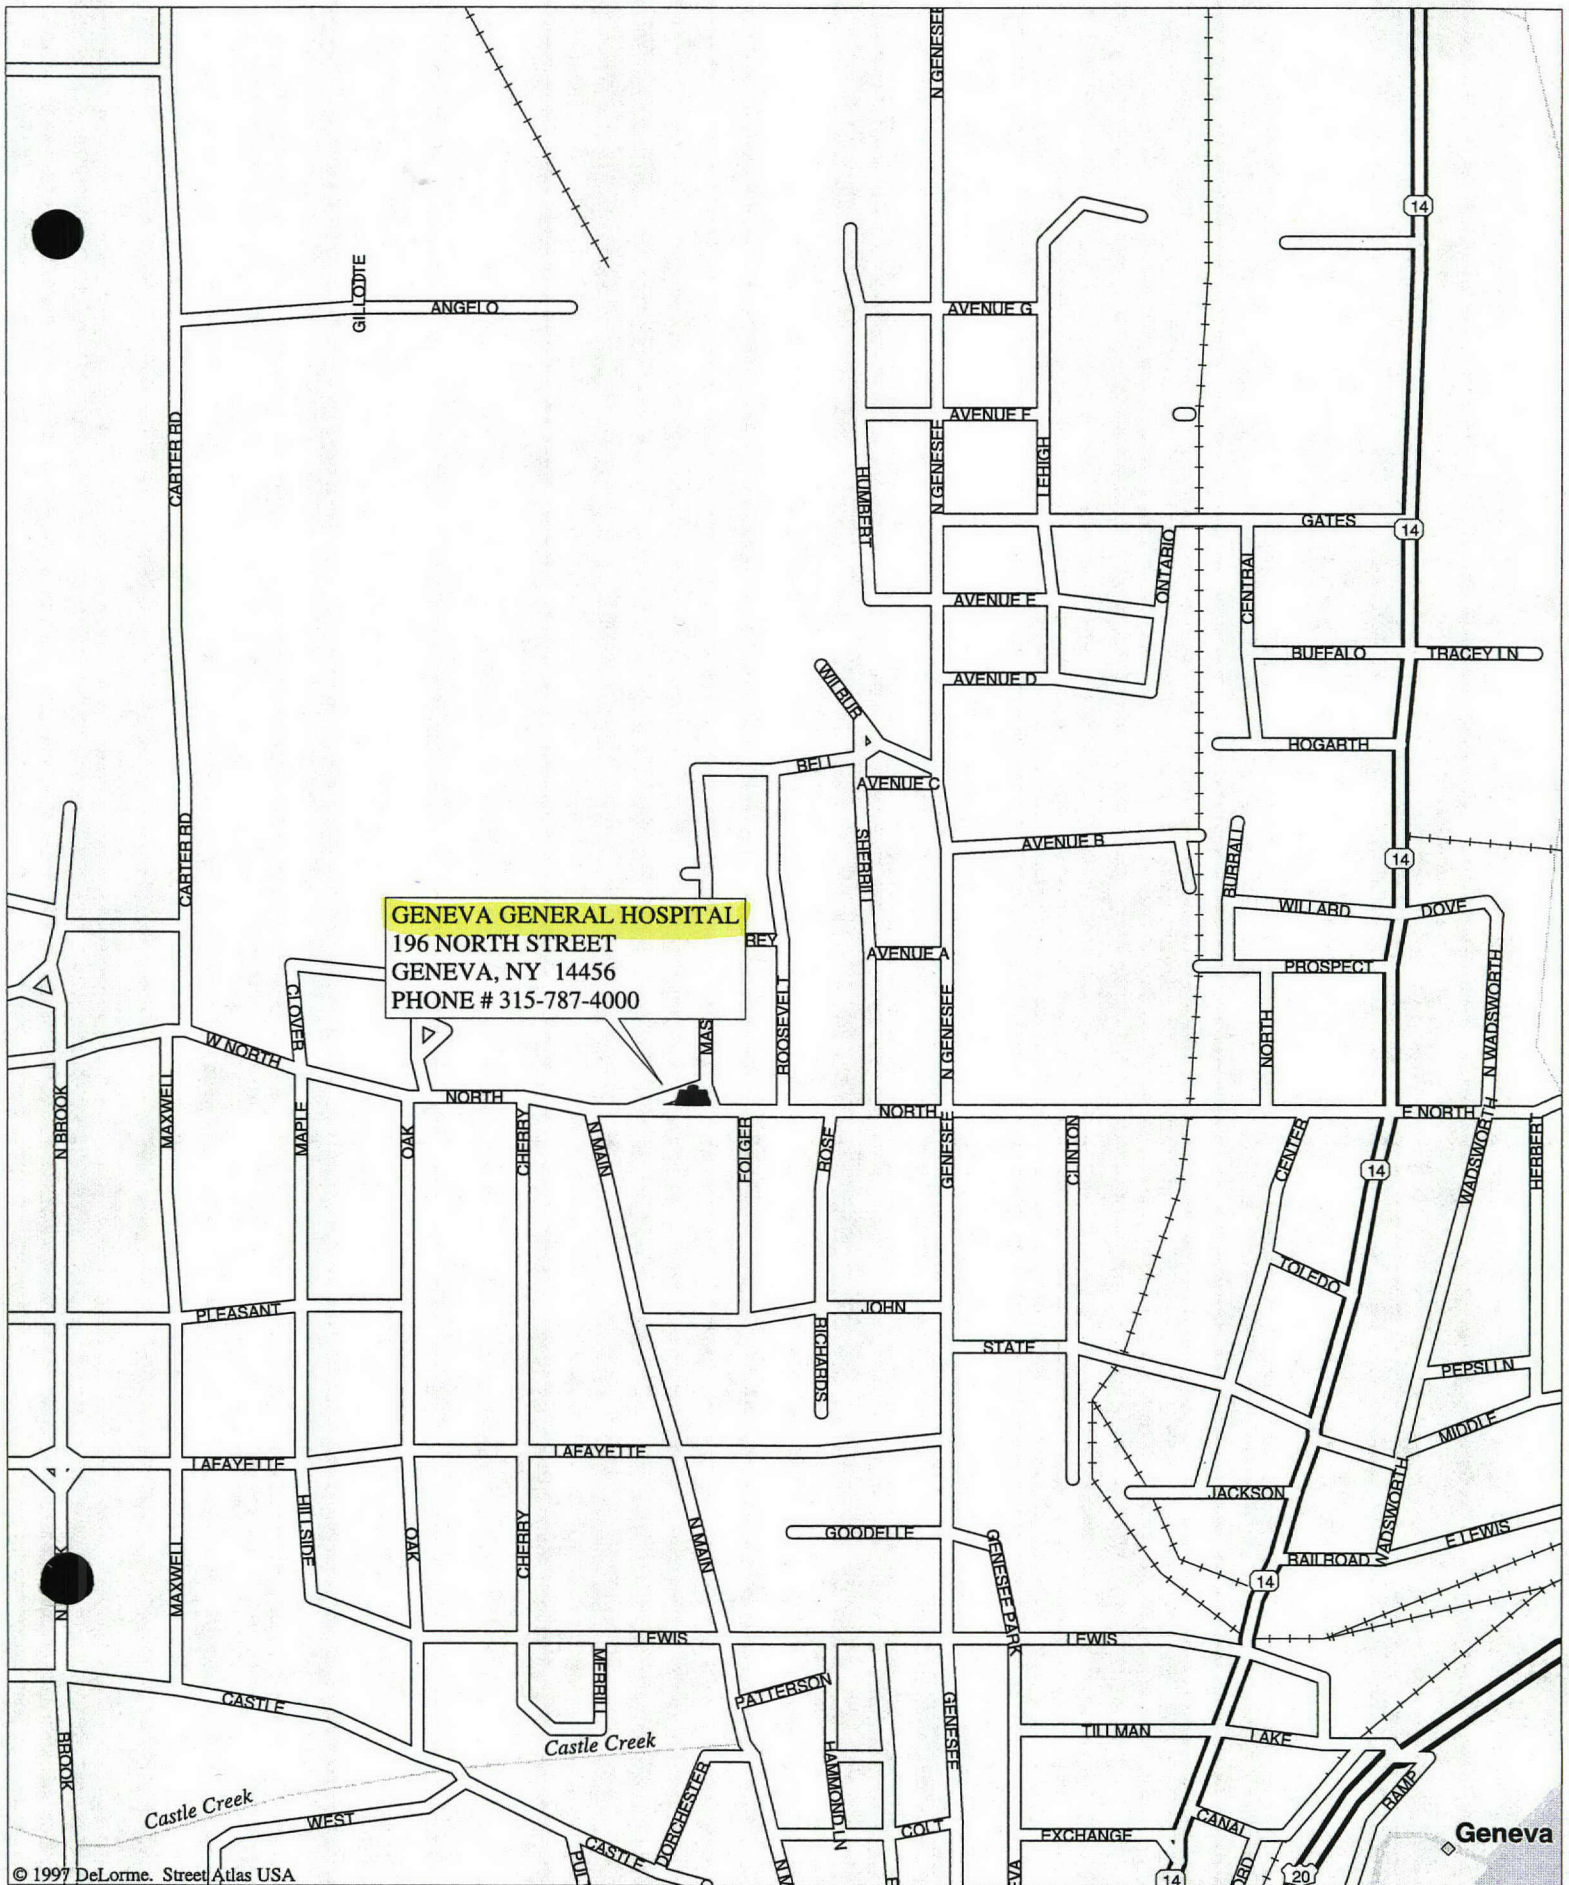 N GENESEE
14
GILLOTE
ANGELO
AVENUE G
AVENUE F
CARTER RD
N GENESEE
LEHIGH
HUMBERT
GATES
14
ONTARIO
CENTRAL
AVENUE E
BUFFALO
TRACEY LN
AVENUE D
WILBUR
HOGARTH
BELL
AVENUE C
AVENUE B
SHERRILL
CARTER RD
BURRALL
14
GENEVA GENERAL HOSPITAL
196 NORTH STREET
GENEVA, NY 14456
PHONE # 315-787-4000
REY
WILLARD
DOVE
AVENUE A
PROSPECT
CLOVER
MAS
ROOSEVELT
N GENESEE
NORTH
N WADSWORTH
W NORTH
NORTH
NORTH
E NORTH
N BROOK
MAXWELL
MAPLE
OAK
CHERRY
N MAIN
FOLGER
ROSE
GENESEE
CLINTON
CENTER
14
WADSWORTH
HERBERT
TOLEDO
PLEASANT
JOHN
RICHARDS
STATE
PEPSI LN
MIDDLE
LAFAYETTE
LAFAYETTE
HILLSIDE
OAK
CHERRY
N MAIN
JACKSON
WADSWORTH
GOODELLE
GENESEE PARK
E LEWIS
RAILROAD
MAXWELL
14
N
K
LEWIS
LEWIS
MERRILL
PATTERSON
CASTLE
GENESEE
TILLMAN
LAKE
Castle Creek
BROOK
HAMMOND LN
DORCHESTER
RAMP
Castle Creek
WEST
COLT
CANAL
EXCHANGE
Geneva
CASTLE
PUL
N M
E
VA
14
ORD
20
© 1997 DeLorme. Street Atlas USA